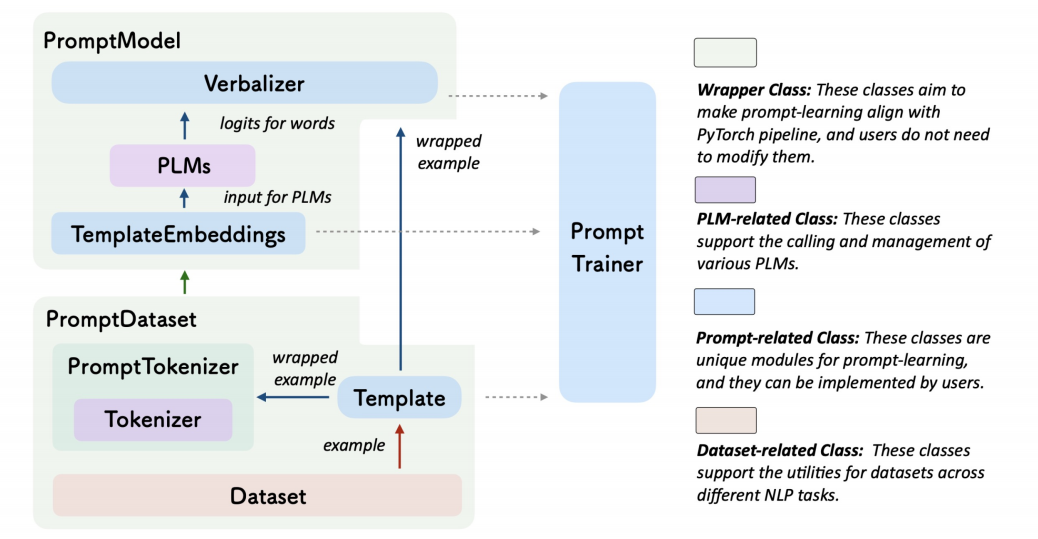 PromptModel
Verbalizer
logits for words
PLMs
input for PLMs
TemplateEmbeddings
wrapped
example
PromptDataset
PromptTokenizer
Tokenizer
wrapped
example
Template
example
Dataset
Prompt
Trainer
Wrapper Class: These classes aim to
make prompt-learning align with
PyTorch pipeline, and users do not need
to modify them.
PLM-related Class: These classes
support the calling and management of
various PLMs.
Prompt-related Class: These classes are
unique modules for prompt-learning,
and they can be implemented by users.
Dataset-related Class: These classes
support the utilities for datasets across
different NLP tasks.